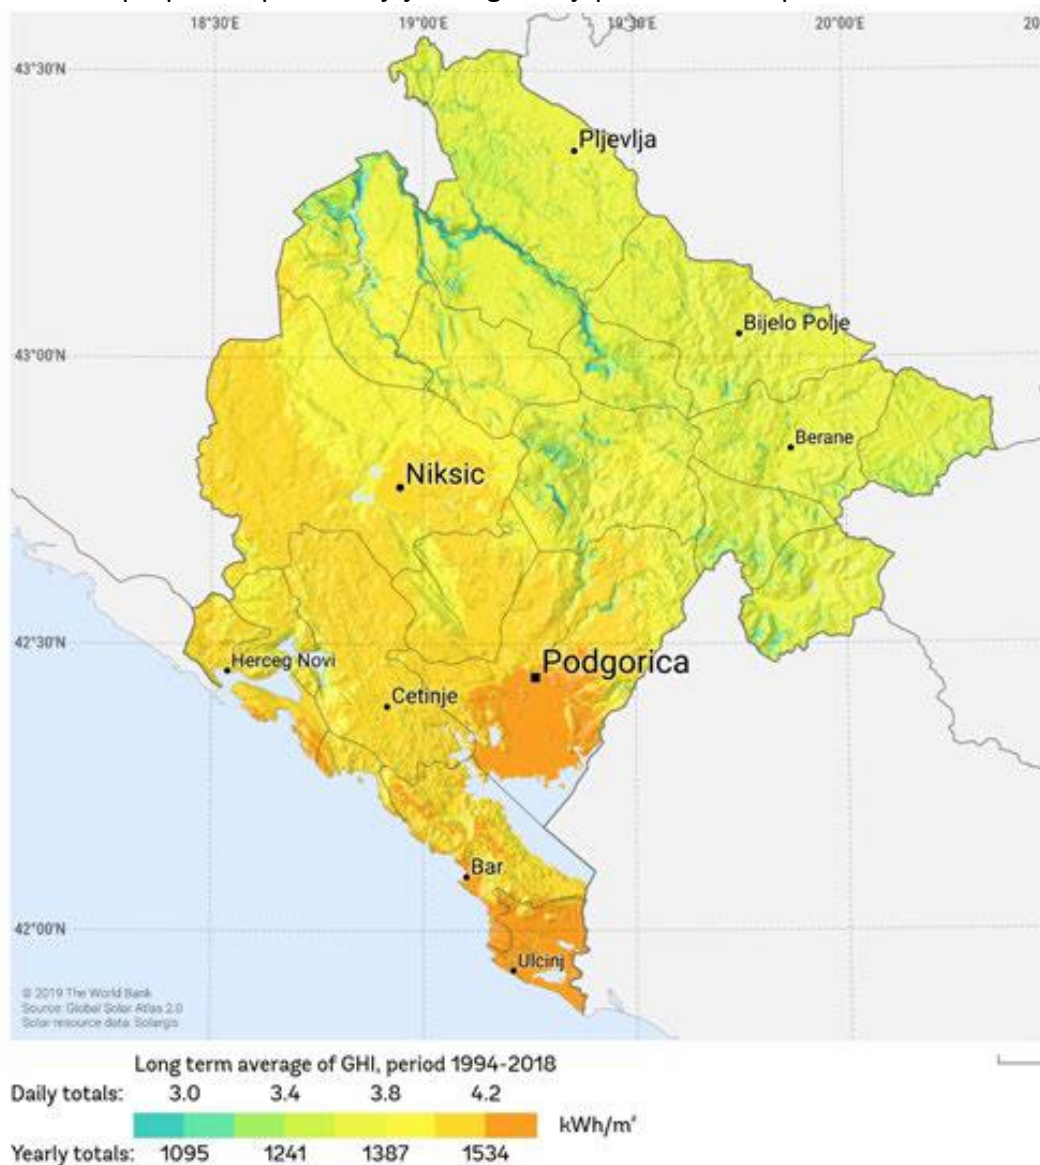 18°30'E 19°00'E 19°30'E 20°00'E 20
43°30'N
Pljevlja
Bijelo Polje
43°00'N
Berane
Niksic
42°30'N
Herceg Novi
Podgorica
Cetinje
Bar
42°00'N
Ulcinj
© 2019 The World Bank
Source: Global Solar Atlas 2.0
Solar resource data: Solargis
Long term average of GHI, period 1994-2018
Daily totals: 3.0 3.4 3.8 4.2
kWh/m²
Yearly totals: 1095 1241 1387 1534